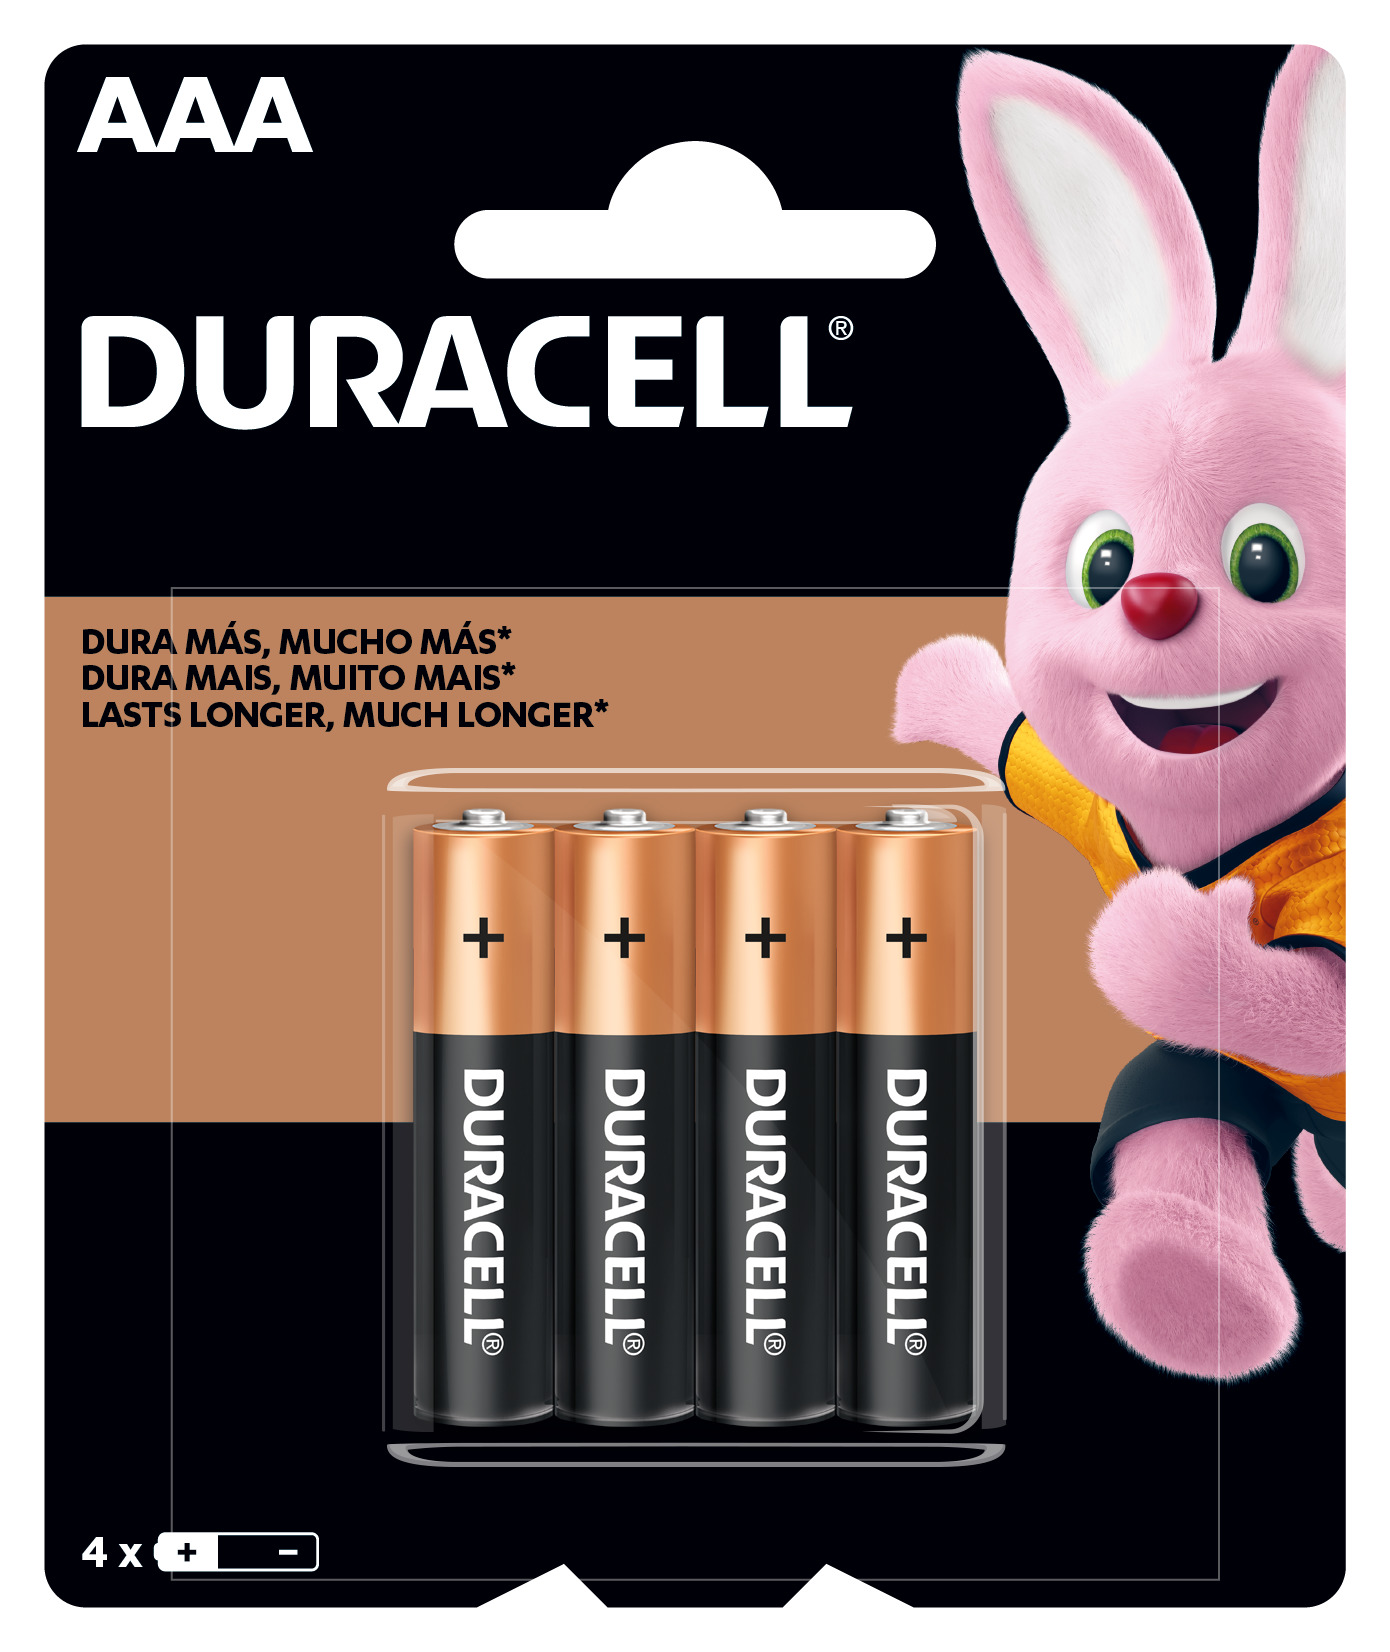 AAA
DURACELL®
DURA MÁS, MUCHO MÁS*
DURA MAIS, MUITO MAIS*
LASTS LONGER, MUCH LONGER*
+ + + +
DURACELL® DURACELL® DURACELL® DURACELL®
4 x + −